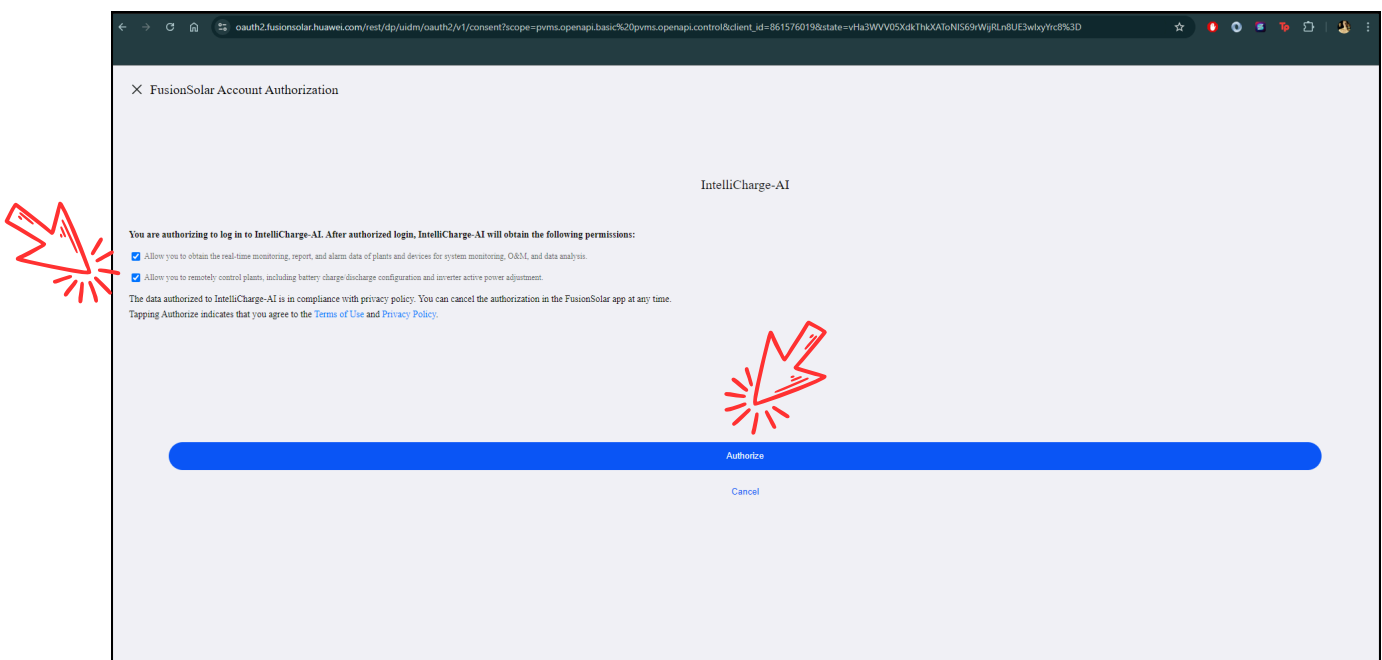 oauth2.fusionsolar.huawei.com/rest/dp/uidm/oauth2/v1/consent?scope=pvms.openapi.basic%20pvms.openapi.control&client_id=861576019&state=vHa3WVV05XdkThkXAToNIS69rWijRLn8UE3wlxyYrc8%3D
FusionSolar Account Authorization
IntelliCharge-AI
You are authorizing to log in to IntelliCharge-AI. After authorized login, IntelliCharge-AI will obtain the following permissions:
Allow you to obtain the real-time monitoring, report, and alarm data of plants and devices for system monitoring, O&M, and data analysis.
Allow you to remotely control plants, including battery charge/discharge configuration and inverter active power adjustment.
The data authorized to IntelliCharge-AI is in compliance with privacy policy. You can cancel the authorization in the FusionSolar app at any time.
Tapping Authorize indicates that you agree to the Terms of Use and Privacy Policy.
Authorize
Cancel